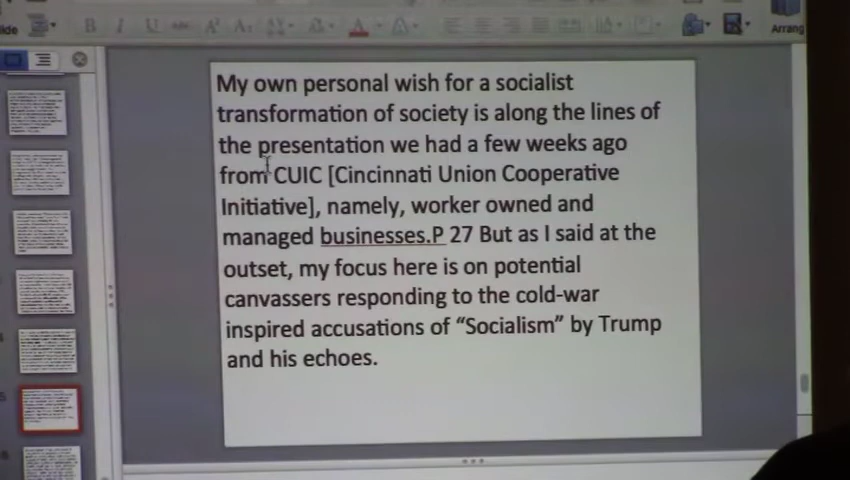 Arrang
My own personal wish for a socialist
transformation of society is along the lines of
the presentation we had a few weeks ago
from CUIC [Cincinnati Union Cooperative
Initiative], namely, worker owned and
managed businesses.P 27 But as I said at the
outset, my focus here is on potential
canvassers responding to the cold-war
inspired accusations of “Socialism” by Trump
and his echoes.